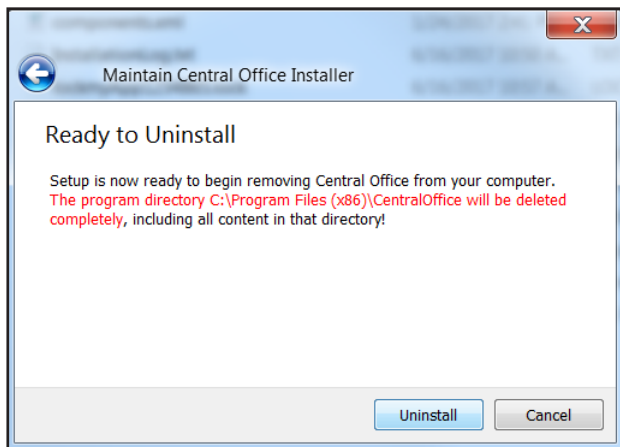 Maintain Central Office Installer
Ready to Uninstall
Setup is now ready to begin removing Central Office from your computer.
The program directory C:\Program Files (x86)\CentralOffice will be deleted
completely, including all content in that directory!
Uninstall Cancel